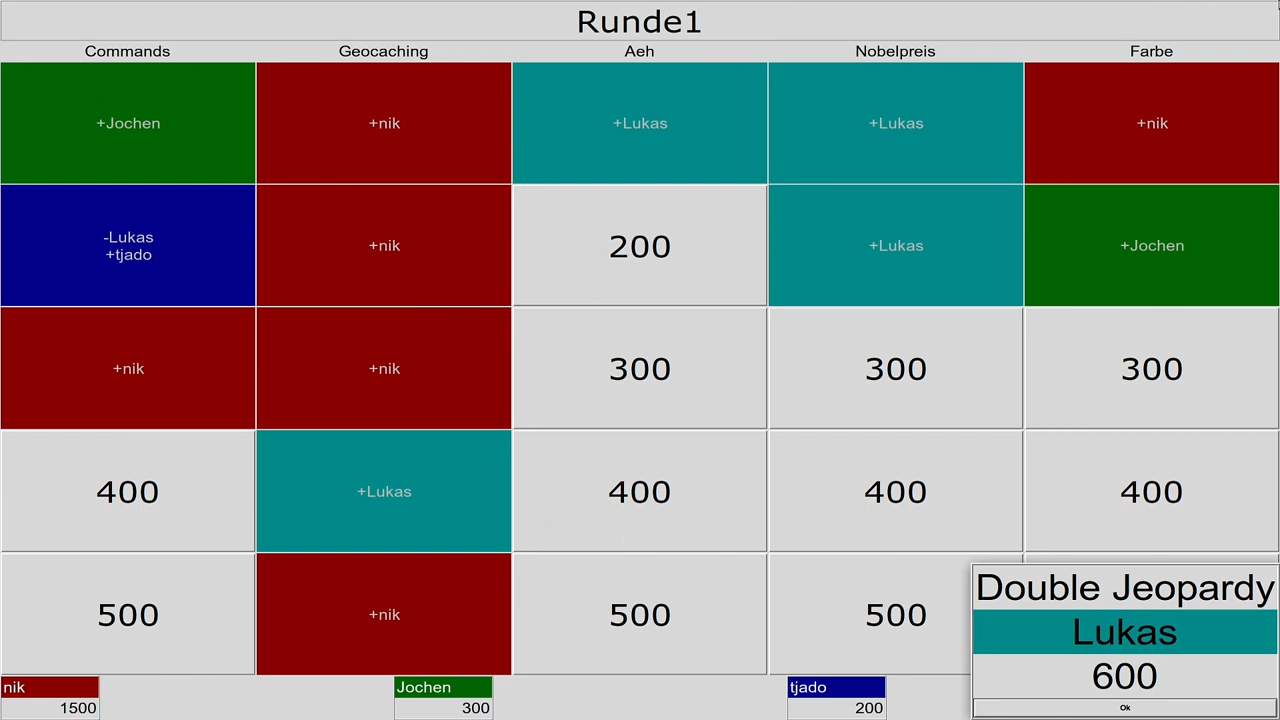 Runde1
Commands Geocaching Aeh Nobelpreis Farbe
+Jochen +nik +Lukas +Lukas +nik
-Lukas
+tjado +nik 200 +Lukas +Jochen
+nik +nik 300 300 300
400 +Lukas 400 400 400
500 +nik 500 500
Double Jeopardy
Lukas
600
Ok
nik Jochen tjado
1500 300 200